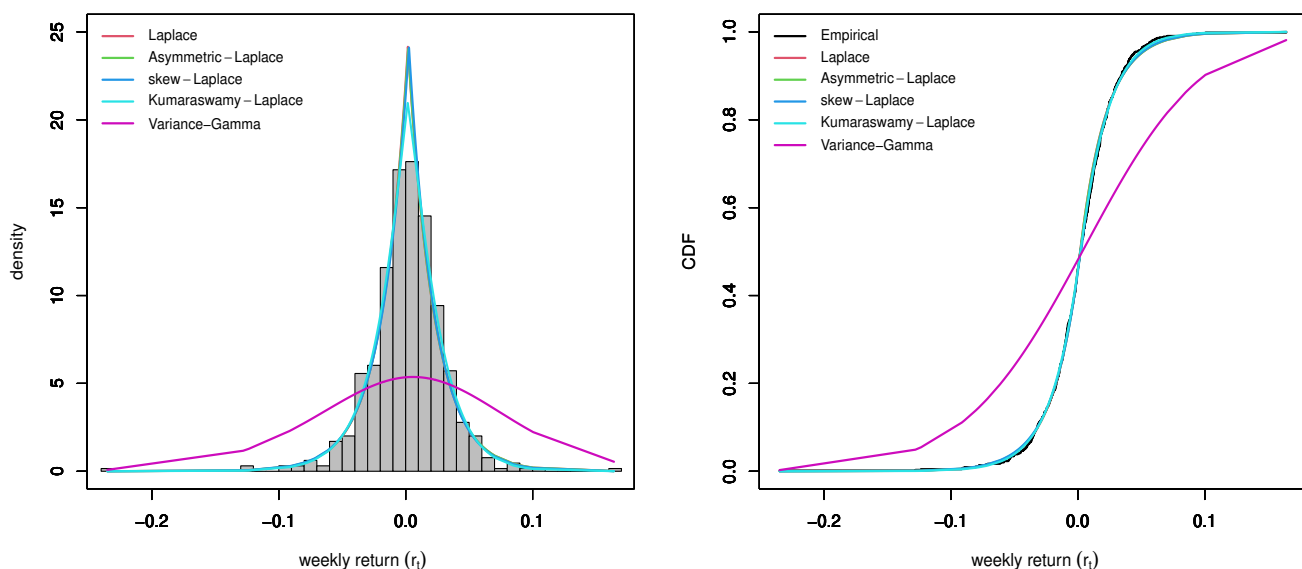 25
20
15
10
5
0
density
Laplace
Asymmetric−Laplace
skew−Laplace
Kumaraswamy−Laplace
Variance−Gamma
−0.2
−0.1
0.0
0.1
weekly return (rt)
1.0
0.8
0.6
0.4
0.2
0.0
CDF
Empirical
Laplace
Asymmetric−Laplace
skew−Laplace
Kumaraswamy−Laplace
Variance−Gamma
−0.2
−0.1
0.0
0.1
weekly return (rt)